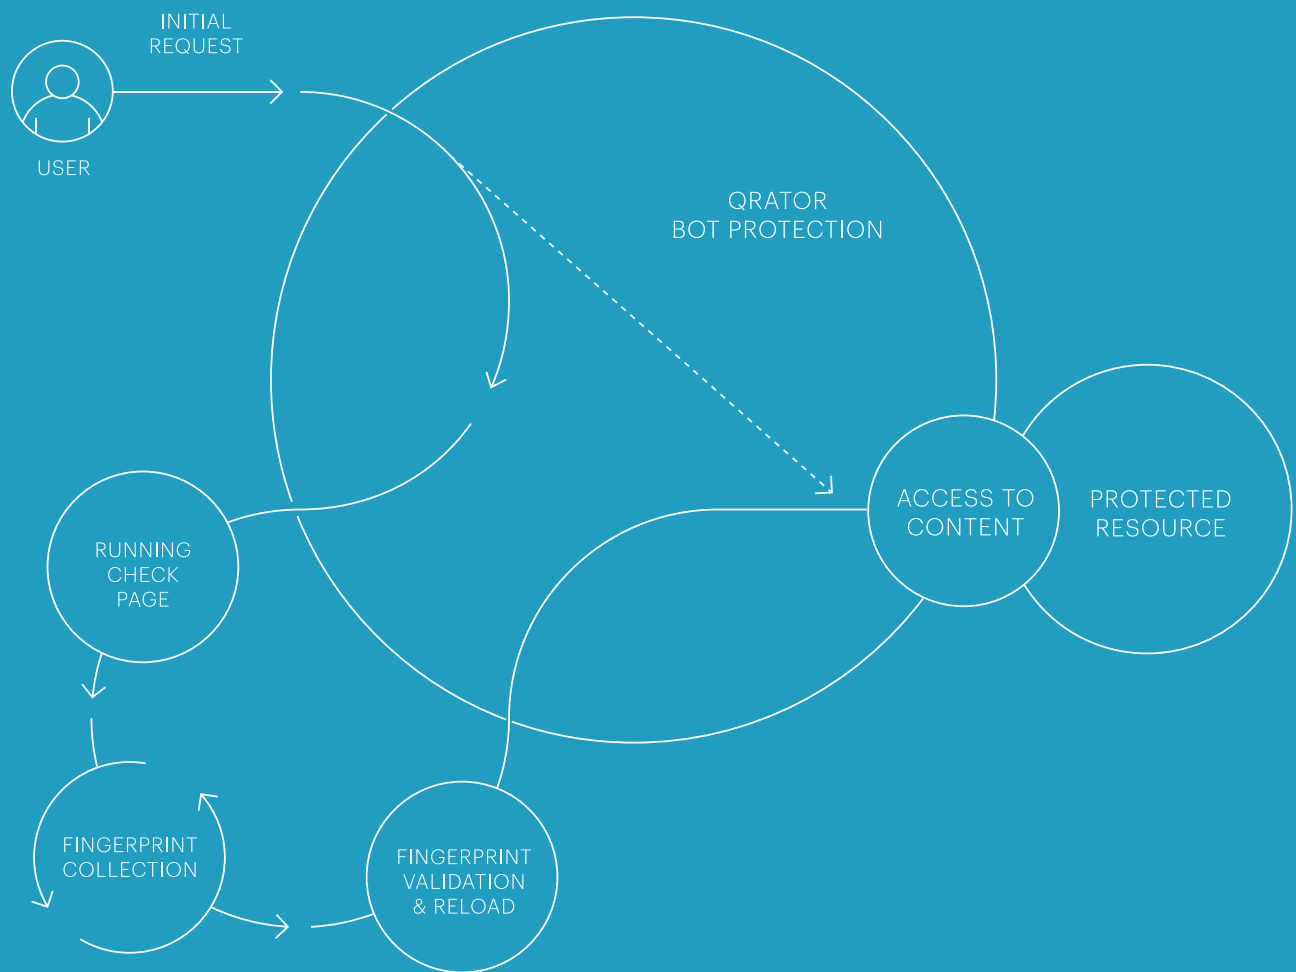 INITIAL
REQUEST
USER
QRATOR
BOT PROTECTION
ACCESS TO
CONTENT
PROTECTED
RESOURCE
RUNNING
CHECK
PAGE
FINGERPRINT
COLLECTION
FINGERPRINT
VALIDATION
& RELOAD